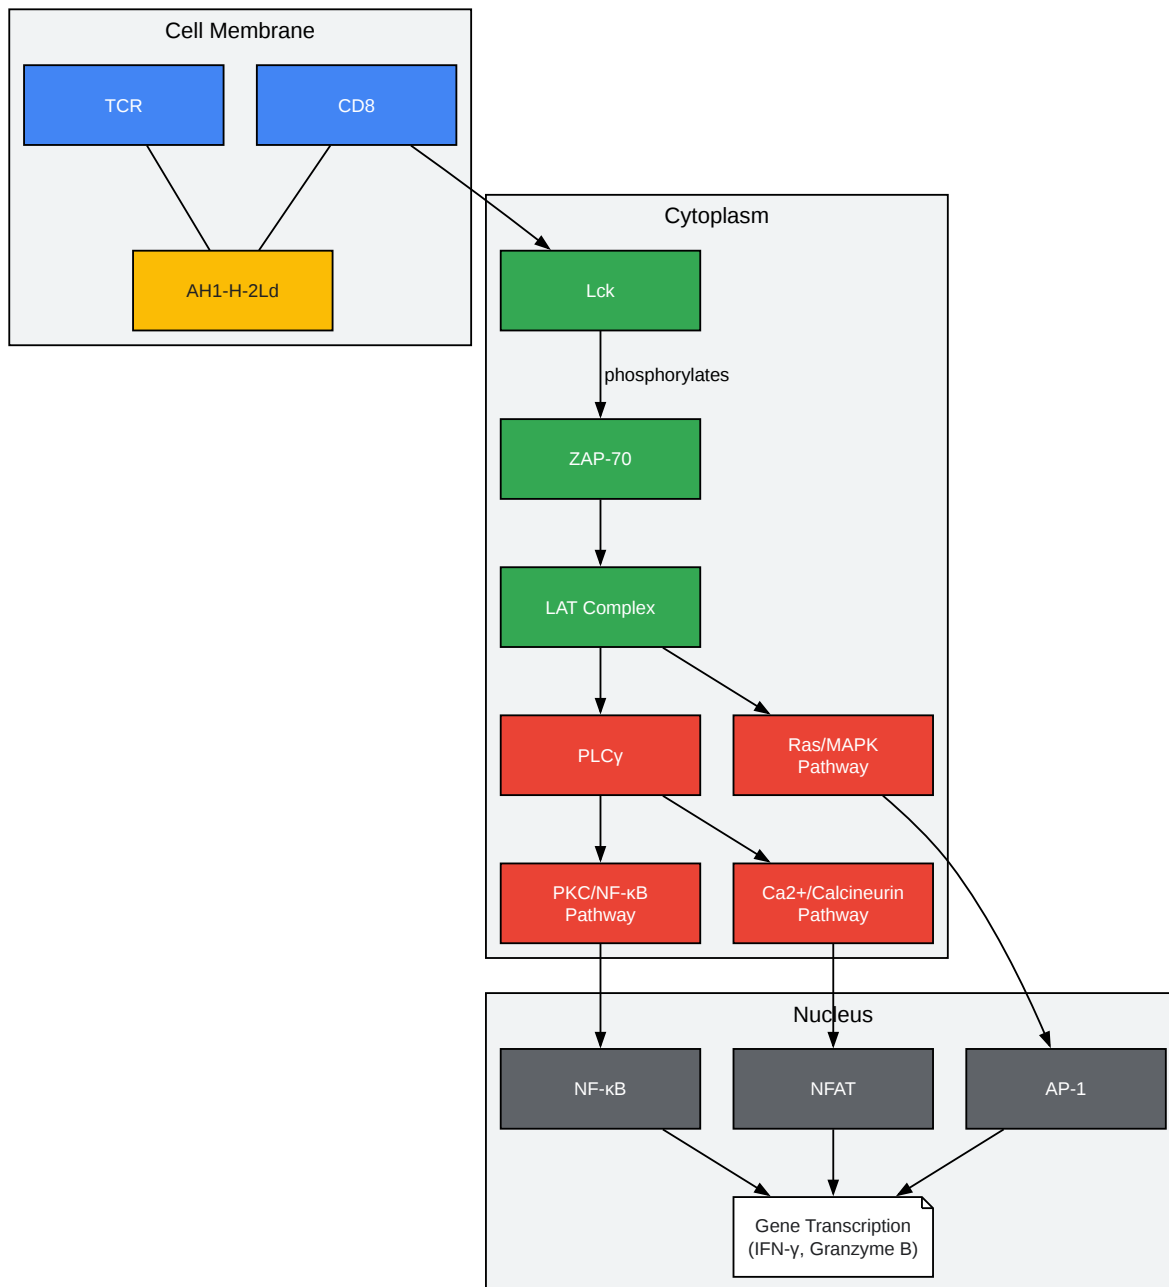 Cell Membrane
TCR
CD8
AH1-H-2Ld
Cytoplasm
Lck
phosphorylates
ZAP-70
LAT Complex
PLCγ
Ras/MAPK
Pathway
PKC/NF-κB
Pathway
Ca2+/Calcineurin
Pathway
Nucleus
NF-κB
NFAT
AP-1
Gene Transcription
(IFN-γ, Granzyme B)